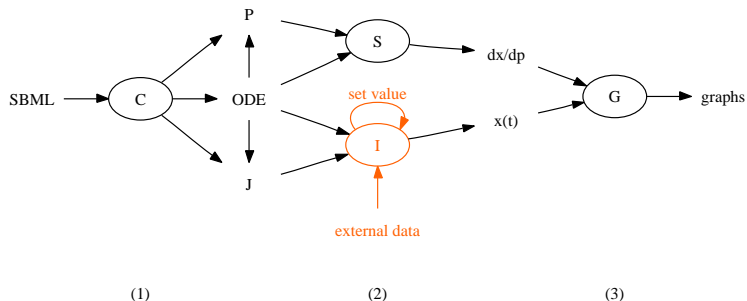 P
S
dx/dp
SBML
C
ODE
set value
G
graphs
x(t)
I
J
external data
(1)
(2)
(3)